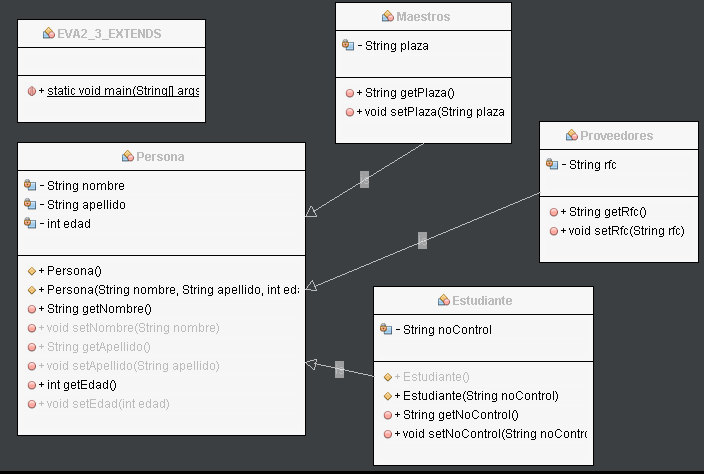 EVA2_3_EXTENDS
+ static void main(String[] args
Maestros
- String plaza
+ String getPlaza()
+ void setPlaza(String plaza
Persona
- String nombre
- String apellido
- int edad
+ Persona()
+ Persona(String nombre, String apellido, int eda
+ String getNombre()
+ void setNombre(String nombre)
+ String getApellido()
+ void setApellido(String apellido)
+ int getEdad()
+ void setEdad(int edad)
Proveedores
- String rfc
+ String getRfc()
+ void setRfc(String rfc)
Estudiante
- String noControl
+ Estudiante()
+ Estudiante(String noControl)
+ String getNoControl()
+ void setNoControl(String noContro